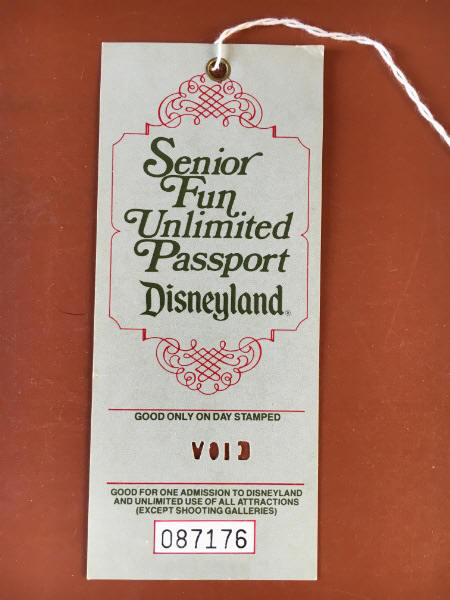 Senior
Fun
Unlimited
Passport
Disneyland®
GOOD ONLY ON DAY STAMPED
VOID
GOOD FOR ONE ADMISSION TO DISNEYLAND
AND UNLIMITED USE OF ALL ATTRACTIONS
(EXCEPT SHOOTING GALLERIES)
087176